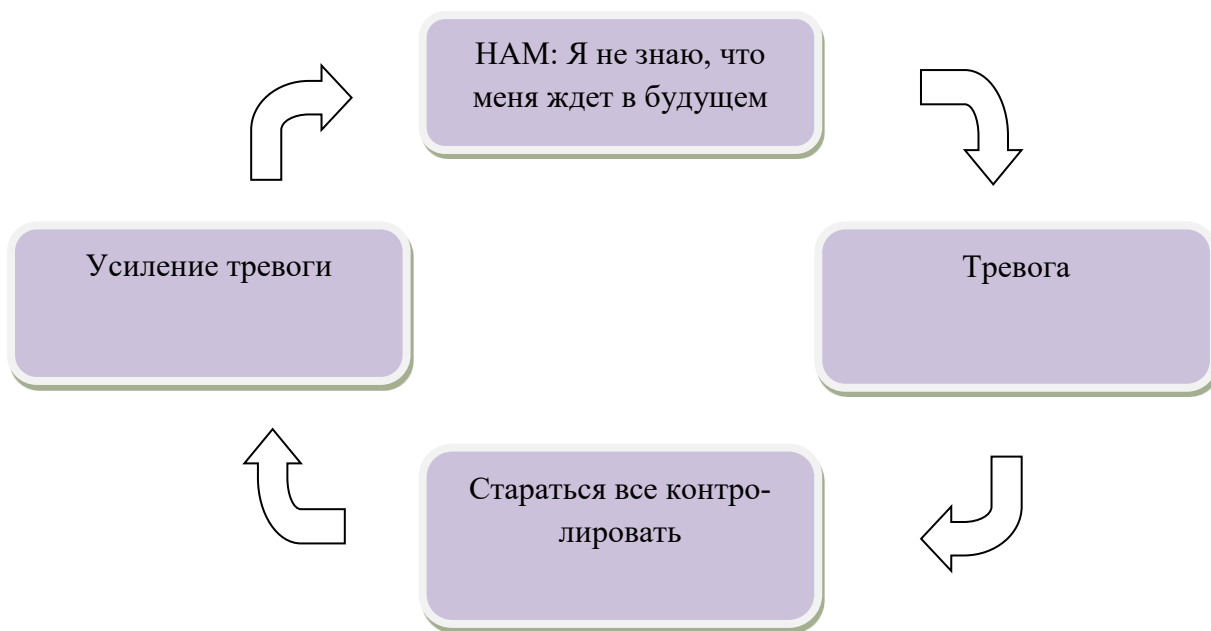 НАМ: Я не знаю, что
меня ждет в будущем
Усиление тревоги
Тревога
Стараться все контро-
лировать